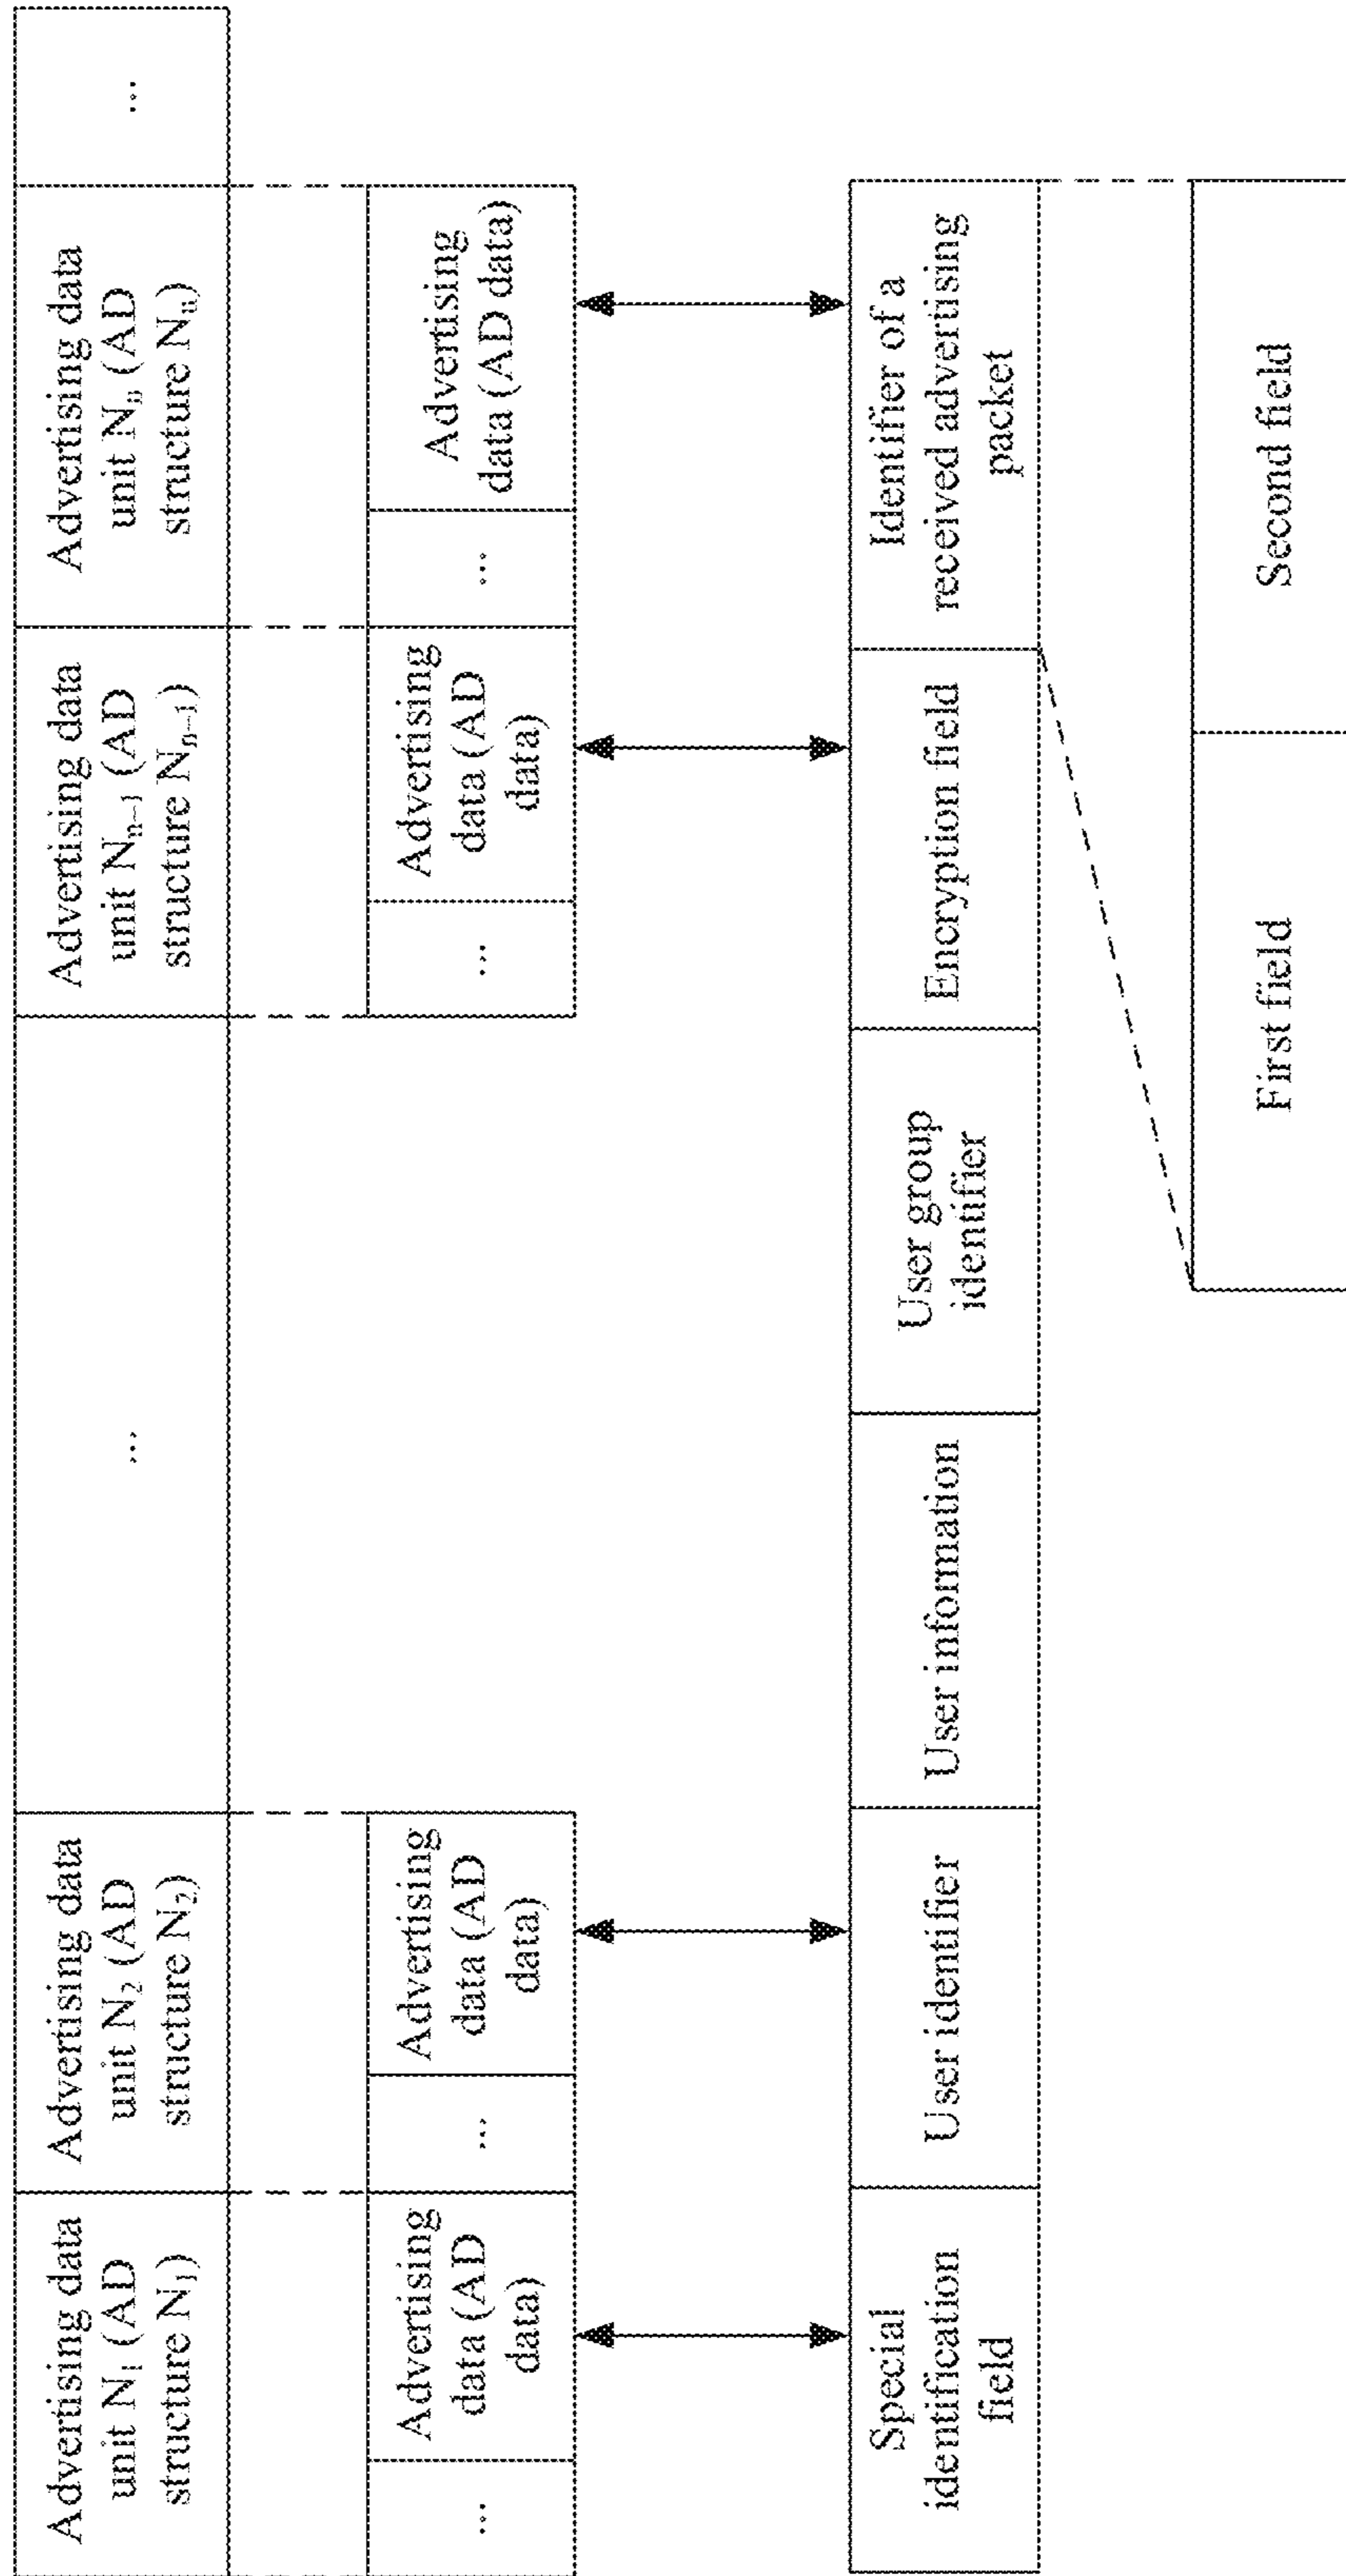 Advertising data
unit N₁ (AD
structure N₁)
Advertising data
unit N₂ (AD
structure N₂)
...
Advertising data
unit Nₙ₋₁ (AD
structure Nₙ₋₁)
Advertising data
unit Nₙ (AD
structure Nₙ)
...
...
Advertising
data (AD
data)
...
Advertising
data (AD
data)
...
Advertising
data (AD
data)
...
Advertising
data (AD data)
Special
identification
field
User identifier
User information
User group
identifier
Encryption field
Identifier of a
received advertising
packet
First field
Second field